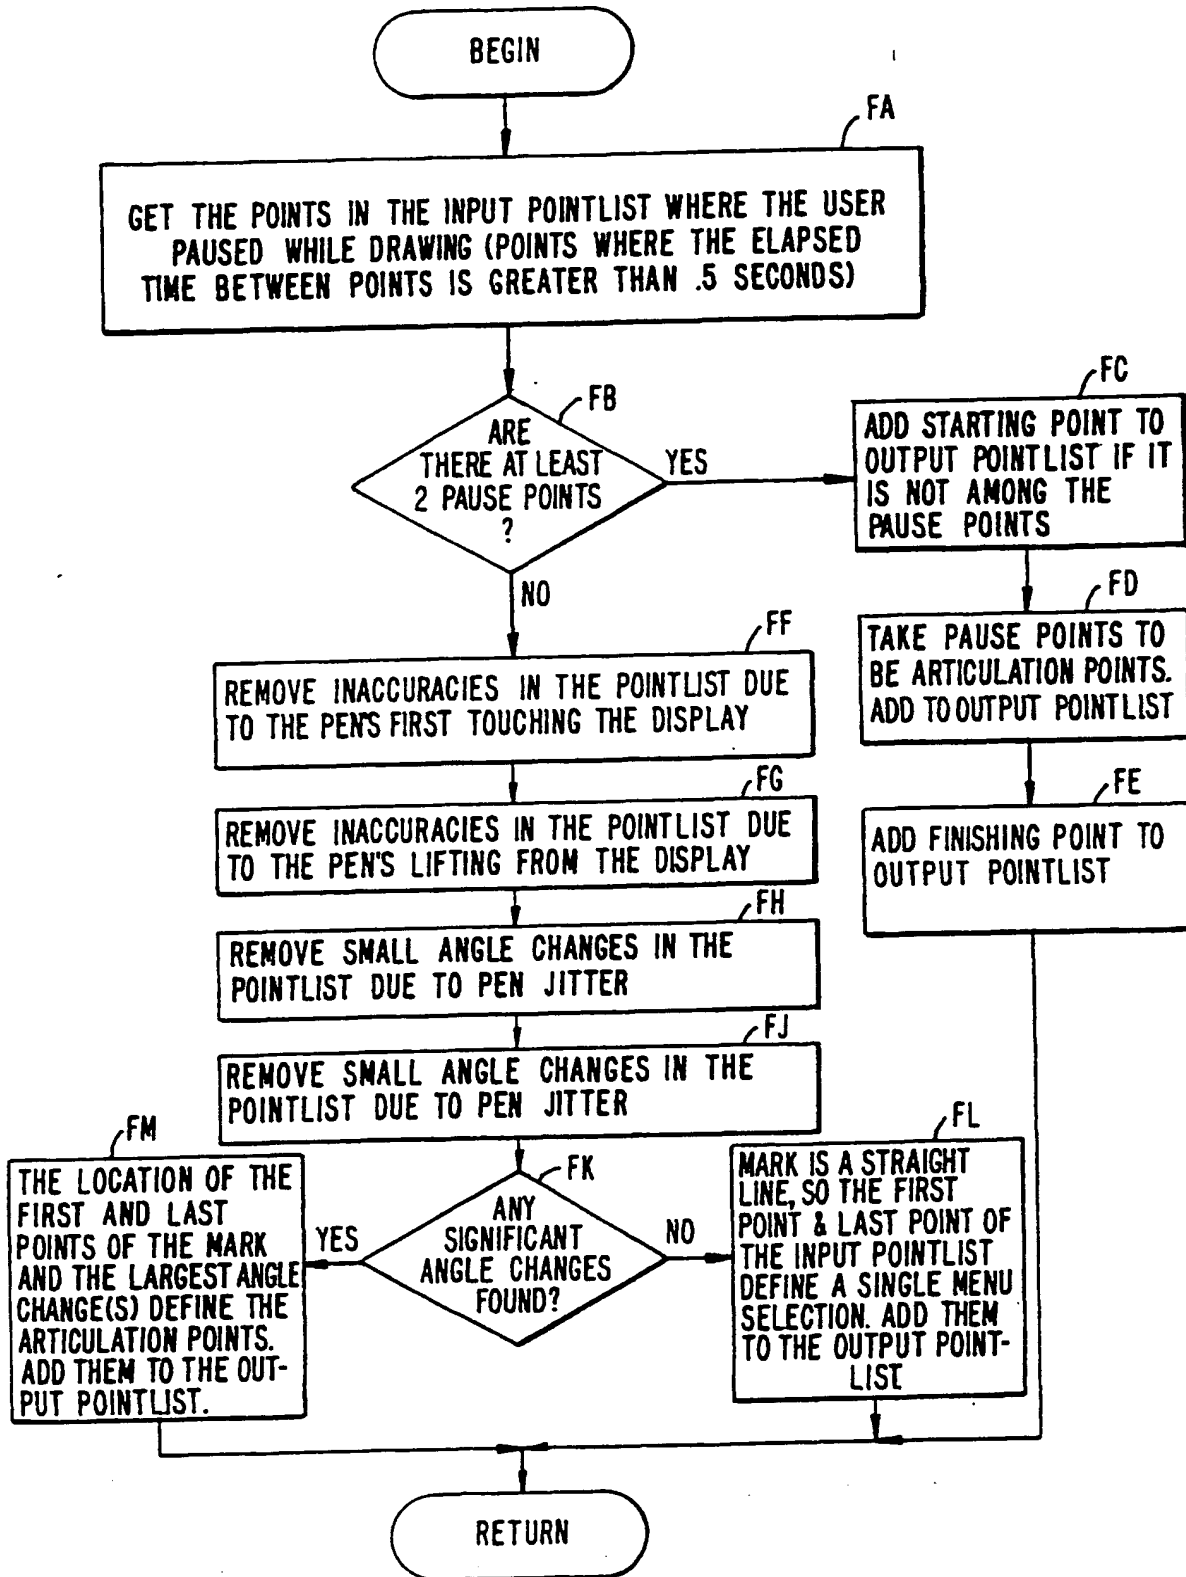 BEGIN
FA
GET THE POINTS IN THE INPUT POINTLIST WHERE THE USER
PAUSED WHILE DRAWING (POINTS WHERE THE ELAPSED
TIME BETWEEN POINTS IS GREATER THAN .5 SECONDS)
FB
ARE
THERE AT LEAST
2 PAUSE POINTS
?
YES
NO
FC
ADD STARTING POINT TO
OUTPUT POINTLIST IF IT
IS NOT AMONG THE
PAUSE POINTS
FD
TAKE PAUSE POINTS TO
BE ARTICULATION POINTS.
ADD TO OUTPUT POINTLIST
FE
ADD FINISHING POINT TO
OUTPUT POINTLIST
FF
REMOVE INACCURACIES IN THE POINTLIST DUE
TO THE PEN'S FIRST TOUCHING THE DISPLAY
FG
REMOVE INACCURACIES IN THE POINTLIST DUE
TO THE PEN'S LIFTING FROM THE DISPLAY
FH
REMOVE SMALL ANGLE CHANGES IN THE
POINTLIST DUE TO PEN JITTER
FJ
REMOVE SMALL ANGLE CHANGES IN THE
POINTLIST DUE TO PEN JITTER
FK
ANY
SIGNIFICANT
ANGLE CHANGES
FOUND?
YES
NO
FM
THE LOCATION OF THE
FIRST AND LAST
POINTS OF THE MARK
AND THE LARGEST ANGLE
CHANGE(S) DEFINE THE
ARTICULATION POINTS.
ADD THEM TO THE OUT-
PUT POINTLIST.
FL
MARK IS A STRAIGHT
LINE, SO THE FIRST
POINT & LAST POINT OF
THE INPUT POINTLIST
DEFINE A SINGLE MENU
SELECTION. ADD THEM
TO THE OUTPUT POINT-
LIST
RETURN